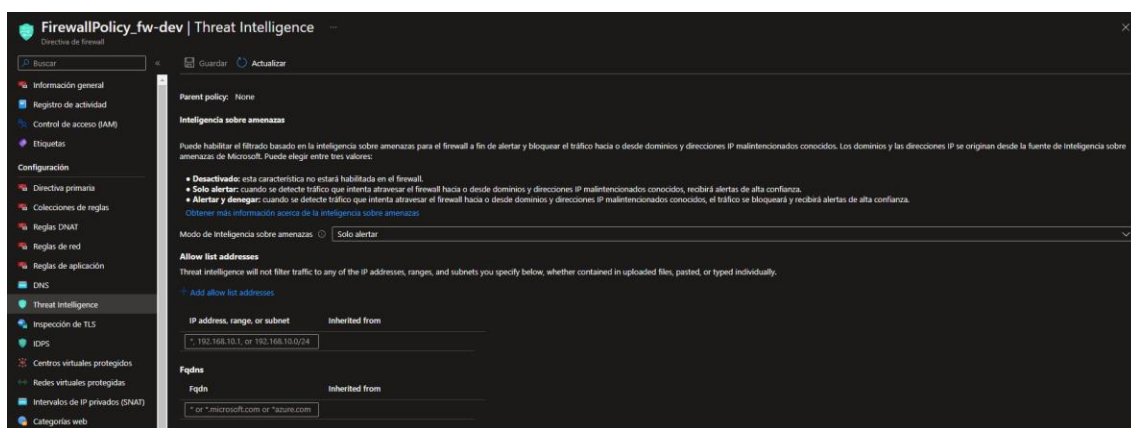 FirewallPolicy_fw-dev | Threat Intelligence ...
Directiva de firewall
Buscar
Guardar
Actualizar
Información general
Registro de actividad
Control de acceso (IAM)
Etiquetas
Configuración
Directiva primaria
Colecciones de reglas
Reglas DNAT
Reglas de red
Reglas de aplicación
DNS
Threat Intelligence
Inspección de TLS
IDPS
Centros virtuales protegidos
Redes virtuales protegidas
Intervalos de IP privados (SNAT)
Categorías web
Parent policy: None
Inteligencia sobre amenazas
Puede habilitar el filtrado basado en la inteligencia sobre amenazas para el firewall a fin de alertar y bloquear el tráfico hacia o desde dominios y direcciones IP malintencionados conocidos. Los dominios y las direcciones IP se originan desde la fuente de Inteligencia sobre
amenazas de Microsoft. Puede elegir entre tres valores:
• Desactivado: esta característica no estará habilitada en el firewall.
• Solo alertar: cuando se detecte tráfico que intenta atravesar el firewall hacia o desde dominios y direcciones IP malintencionados conocidos, recibirá alertas de alta confianza.
• Alertar y denegar: cuando se detecte tráfico que intenta atravesar el firewall hacia o desde dominios y direcciones IP malintencionados conocidos, el tráfico se bloqueará y recibirá alertas de alta confianza.
Obtener más información acerca de la inteligencia sobre amenazas
Modo de Inteligencia sobre amenazas
Solo alertar
Allow list addresses
Threat intelligence will not filter traffic to any of the IP addresses, ranges, and subnets you specify below, whether contained in uploaded files, pasted, or typed individually.
+ Add allow list addresses
IP address, range, or subnet
Inherited from
*, 192.168.10.1, or 192.168.10.0/24
Fqdns
Fqdn
Inherited from
* or *.microsoft.com or *azure.com